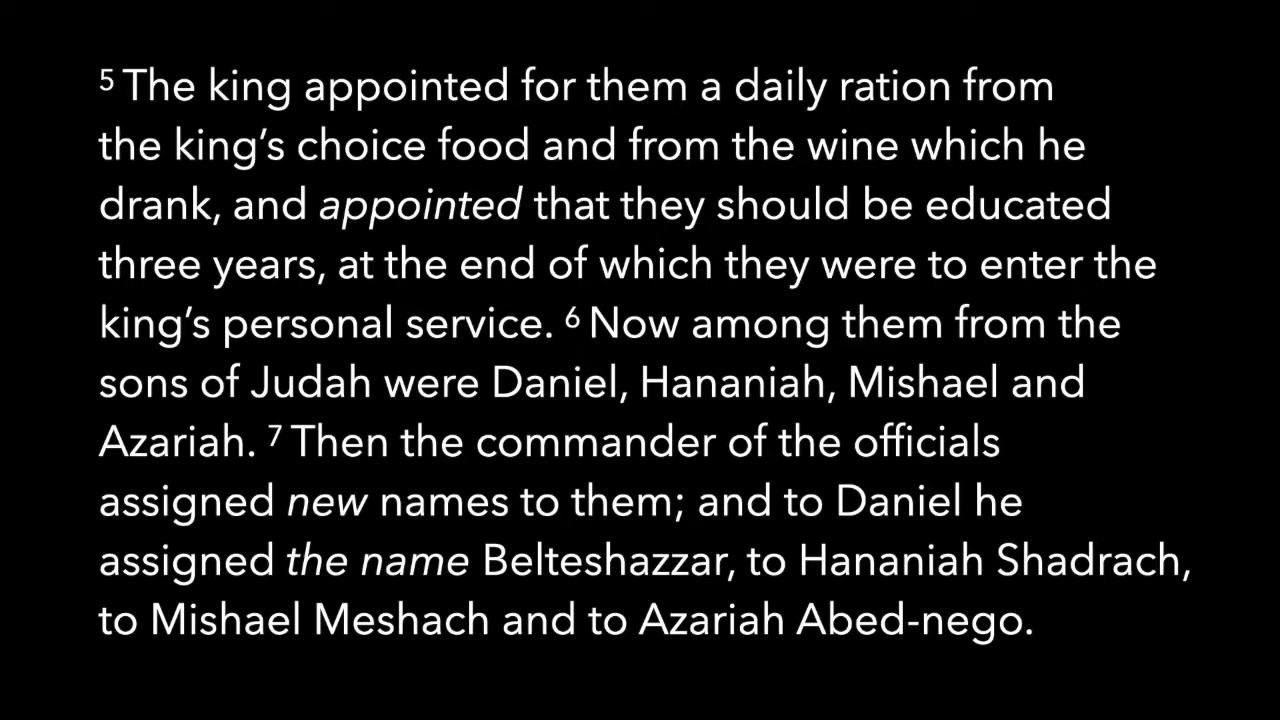 5 The king appointed for them a daily ration from
the king’s choice food and from the wine which he
drank, and appointed that they should be educated
three years, at the end of which they were to enter the
king’s personal service. 6 Now among them from the
sons of Judah were Daniel, Hananiah, Mishael and
Azariah. 7 Then the commander of the officials
assigned new names to them; and to Daniel he
assigned the name Belteshazzar, to Hananiah Shadrach,
to Mishael Meshach and to Azariah Abed-nego.